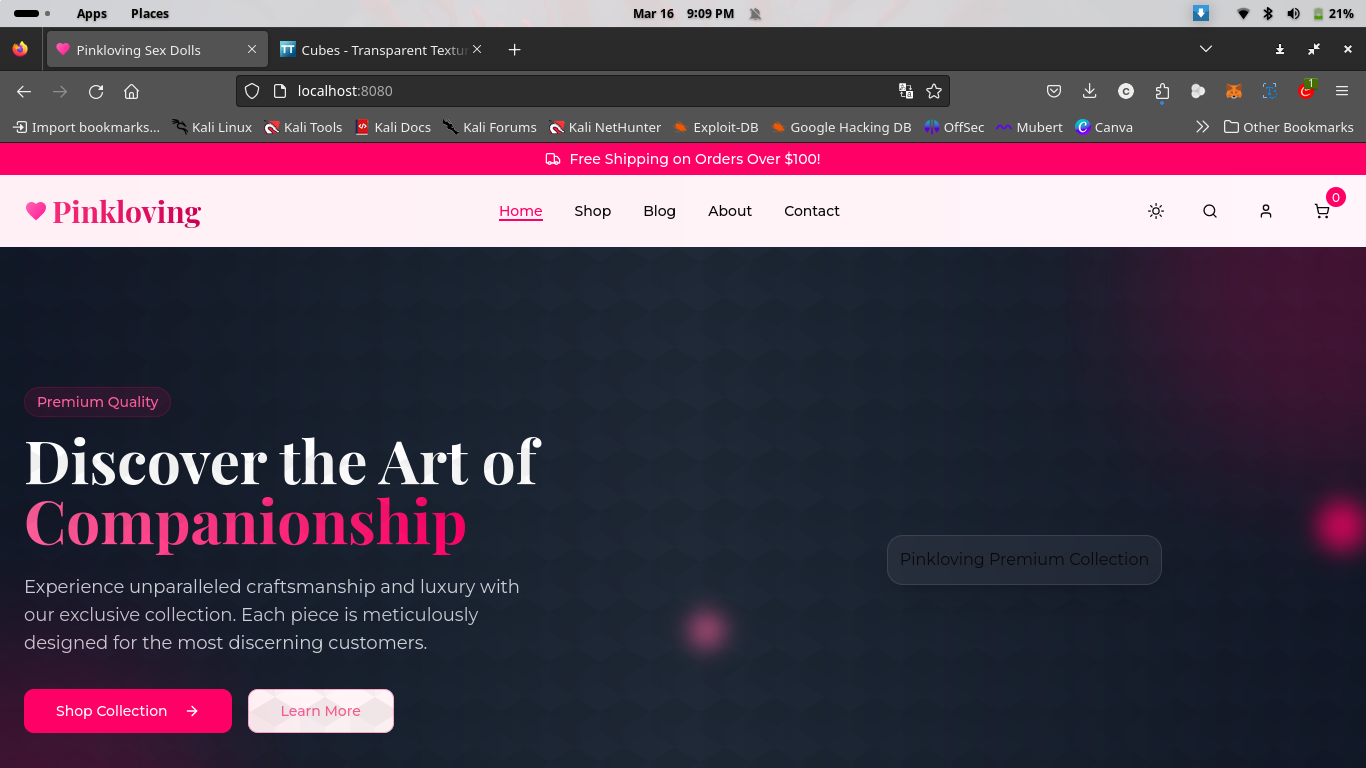 Apps Places Mar 16 9:09 PM 21%
Pinkloving Sex Dolls Cubes - Transparent Textur
localhost:8080 1
Import bookmarks... Kali Linux Kali Tools Kali Docs Kali Forums Kali NetHunter Exploit-DB Google Hacking DB OffSec Mubert Canva Other Bookmarks
Free Shipping on Orders Over $100!
Pinkloving Home Shop Blog About Contact 0
Premium Quality
Discover the Art of
Companionship
Pinkloving Premium Collection
Experience unparalleled craftsmanship and luxury with
our exclusive collection. Each piece is meticulously
designed for the most discerning customers.
Shop Collection Learn More